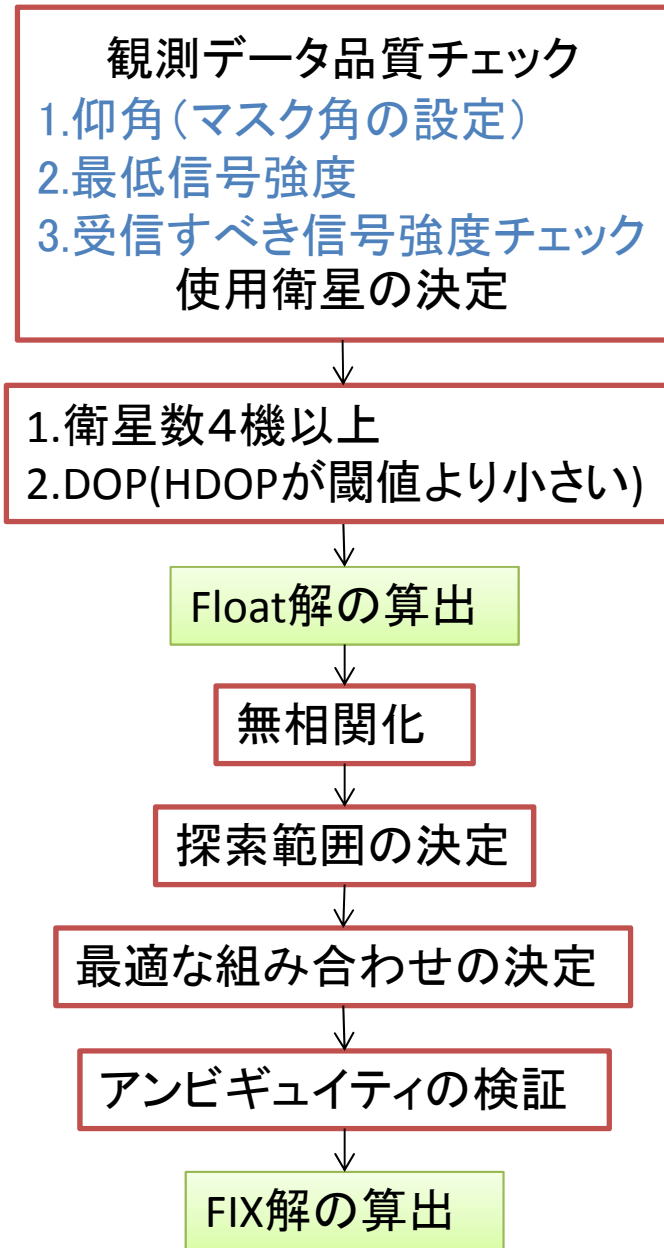 観測データ品質チェック
1.仰角(マスク角の設定)
2.最低信号強度
3.受信すべき信号強度チェック
使用衛星の決定
1.衛星数4機以上
2.DOP(HDOPが閾値より小さい)
Float解の算出
無相関化
探索範囲の決定
最適な組み合わせの決定
アンビギュイティの検証
FIX解の算出